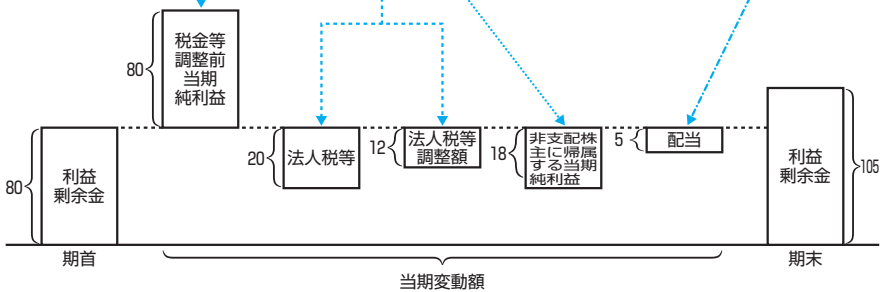 税金等
調整前
当期
純利益
80
利益
剰余金
80
20
法人税等
12
法人税等
調整額
18
非支配株
主に帰属
する当期
純利益
5
配当
利益
剰余金
105
期首
期末
当期変動額